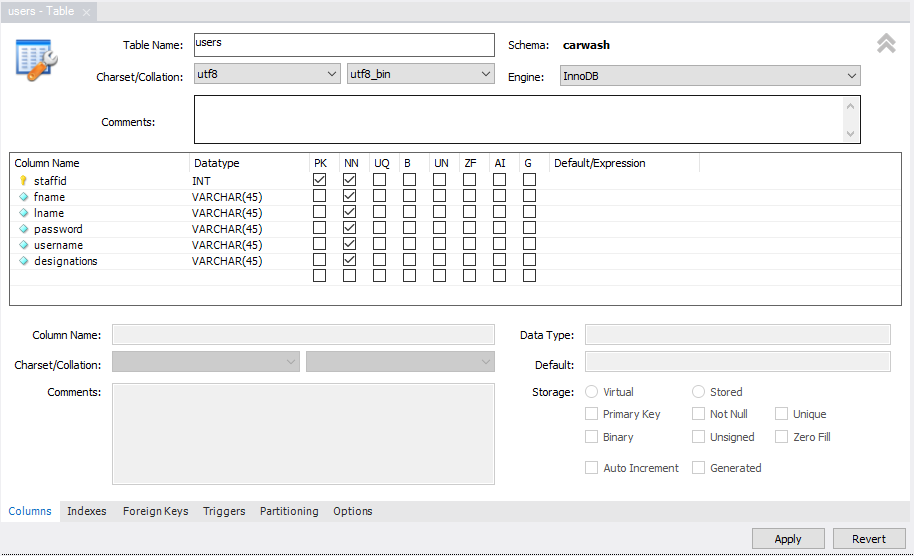 users - Table
Table Name: users Schema: carwash
Charset/Collation: utf8 utf8_bin Engine: InnoDB
Comments:
Column Name Datatype PK NN UQ B UN ZF AI G Default/Expression
staffid INT
fname VARCHAR(45)
lname VARCHAR(45)
password VARCHAR(45)
username VARCHAR(45)
designations VARCHAR(45)
Column Name: Data Type:
Charset/Collation: Default:
Comments: Storage: Virtual Stored
Primary Key Not Null Unique
Binary Unsigned Zero Fill
Auto Increment Generated
Columns Indexes Foreign Keys Triggers Partitioning Options
Apply Revert